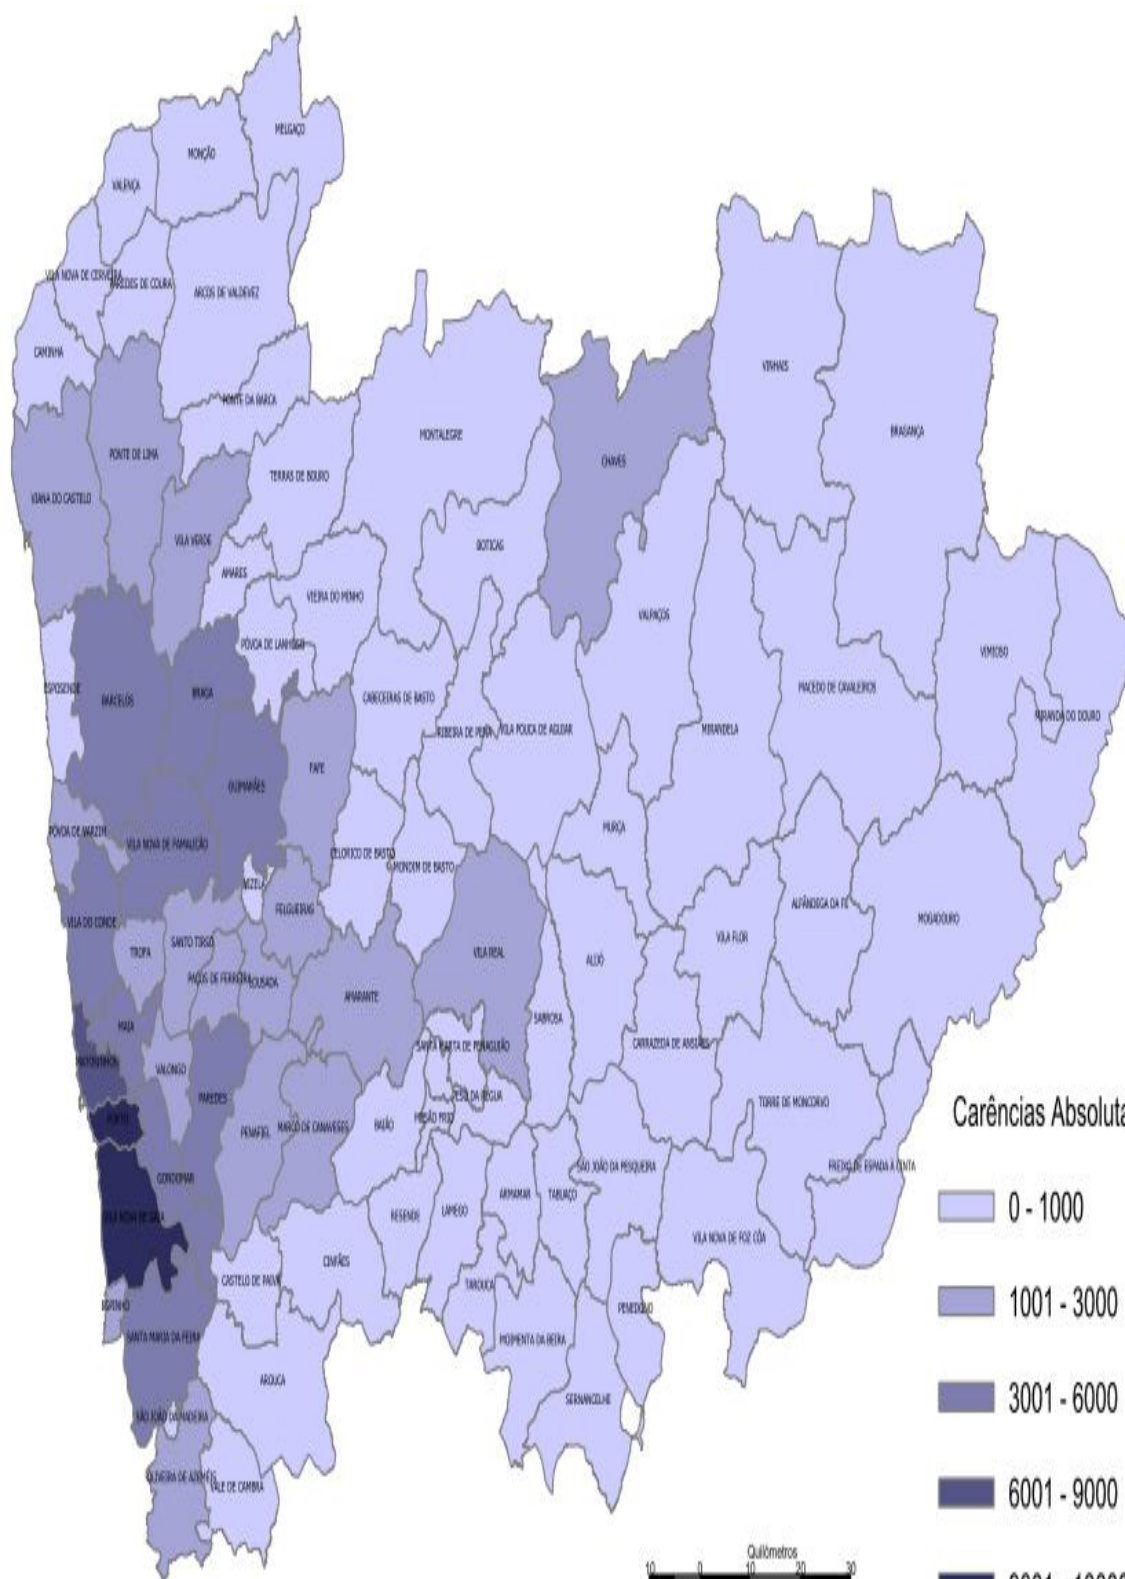 MELGAÇO
MONÇÃO
VALENÇA
VILA NOVA DE CERVEIRA
PAREDES DE COURA
ARCOS DE VALDEVEZ
CAMINHA
PONTE DA BARCA
VINHAIS
BRAGANÇA
MONTALEGRE
PONTE DE LIMA
CHAVES
TERRAS DE BOURO
VIANA DO CASTELO
VILA VERDE
BOTICAS
AMARES
VIEIRA DO MINHO
VALPAÇOS
PÓVOA DE LANHOSO
VIMIOSO
ESPOSENDE
BARCELOS
BRAGA
CABECEIRAS DE BASTO
MACEDO DE CAVALEIROS
MIRANDA DO DOURO
RIBEIRA DE PENA
VILA POUCA DE AGUIAR
MIRANDELA
FAFE
GUIMARÃES
PÓVOA DE VARZIM
VILA NOVA DE FAMALICÃO
MURÇA
CELORICO DE BASTO
MONDIM DE BASTO
VIZELA
FELGUEIRAS
ALFÂNDEGA DA FÉ
MOGADOURO
VILA DO CONDE
VILA FLOR
TROFA
SANTO TIRSO
VILA REAL
ALIJÓ
PAÇOS DE FERREIRA
LOUSADA
AMARANTE
SABROSA
MAIA
SANTA MARTA DE PENAGUIÃO
CARRAZEDA DE ANSIÃES
MATOSINHOS
VALONGO
PAREDES
PESO DA RÉGUA
TORRE DE MONCORVO
PORTO
MESÃO FRIO
PENAFIEL
MARCO DE CANAVESES
BAIÃO
Carências Absoluta
GONDOMAR
SÃO JOÃO DA PESQUEIRA
FREIXO DE ESPADA À CINTA
ARMAMAR
TABUAÇO
0 - 1000
VILA NOVA DE GAIA
RESENDE
LAMEGO
VILA NOVA DE FOZ CÔA
CINFÃES
CASTELO DE PAIVA
TAROUCA
ESPINHO
PENEDONO
1001 - 3000
SANTA MARIA DA FEIRA
MOIMENTA DA BEIRA
AROUCA
SERNANCELHE
3001 - 6000
SÃO JOÃO DA MADEIRA
OLIVEIRA DE AZEMÉIS
VALE DE CAMBRA
6001 - 9000
Quilômetros
10 0 10 20 30